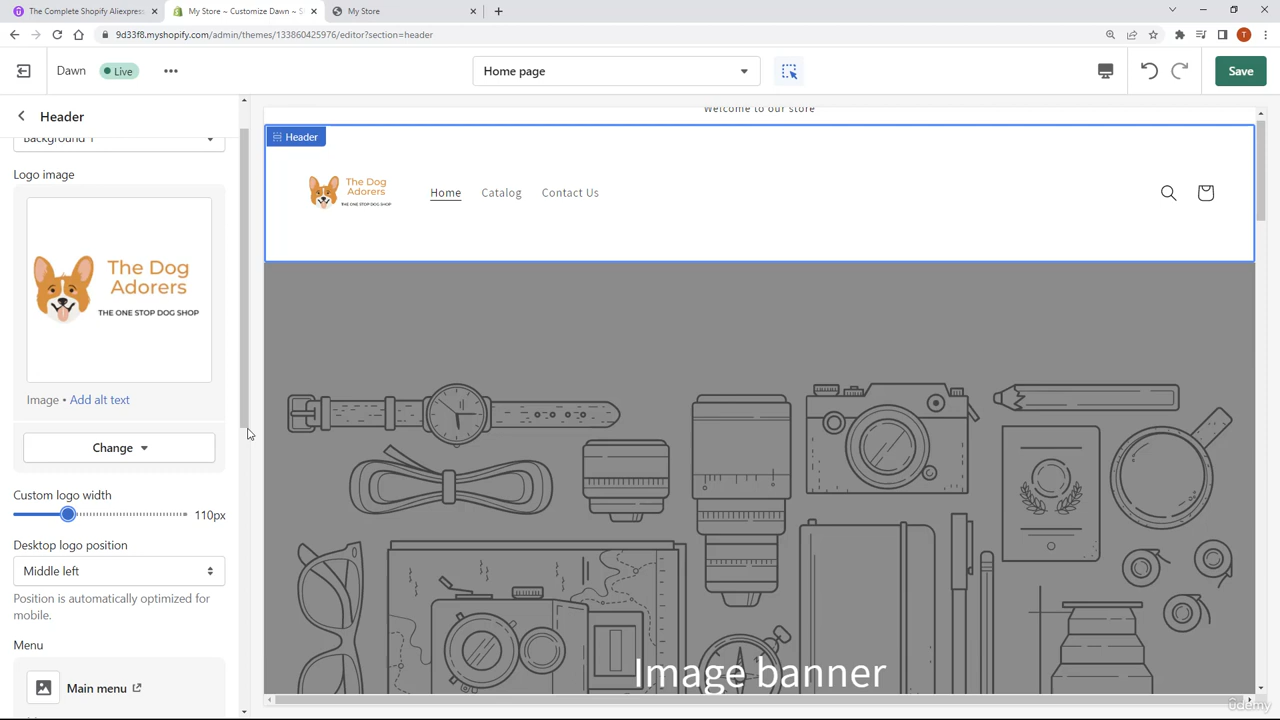 The Complete Shopify Aliexpress
My Store ~ Customize Dawn ~ S
My Store
9d33f8.myshopify.com/admin/themes/133860425976/editor?section=header
T
Dawn
Live
Home page
Save
Header
Background 1
Logo image
The Dog
Adorers
THE ONE STOP DOG SHOP
Image • Add alt text
Change
Custom logo width
110px
Desktop logo position
Middle left
Position is automatically optimized for
mobile.
Menu
Main menu
Welcome to our store
Header
The Dog
Adorers
THE ONE STOP DOG SHOP
Home
Catalog
Contact Us
Image banner
ûdemy